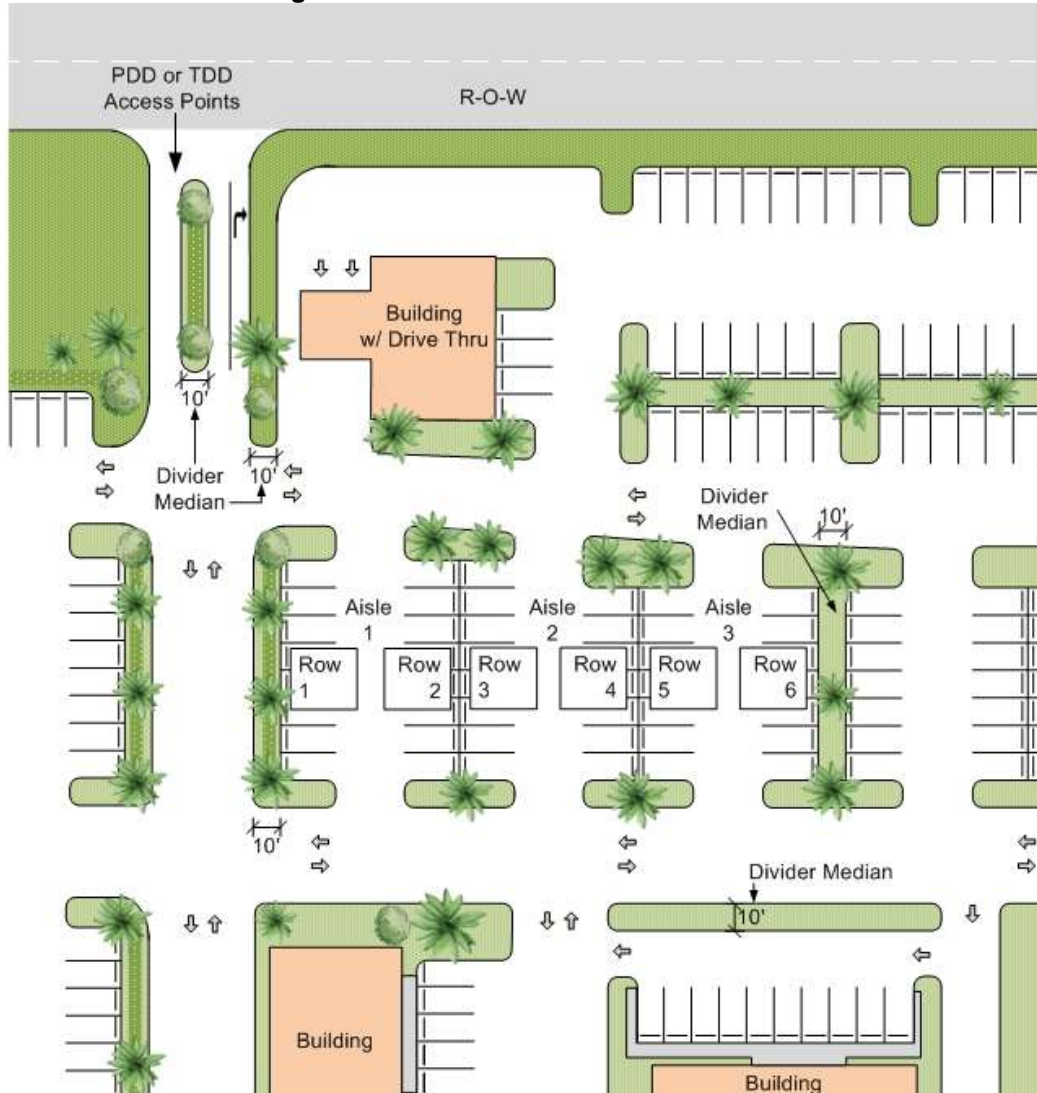 PDD or TDD
Access Points
R-O-W
Building
w/ Drive Thru
10'
Divider
Median
10'
Divider
Median
10'
Aisle
1
Aisle
2
Aisle
3
Row
1
Row
2
Row
3
Row
4
Row
5
Row
6
10'
Divider Median
10'
Building
Building